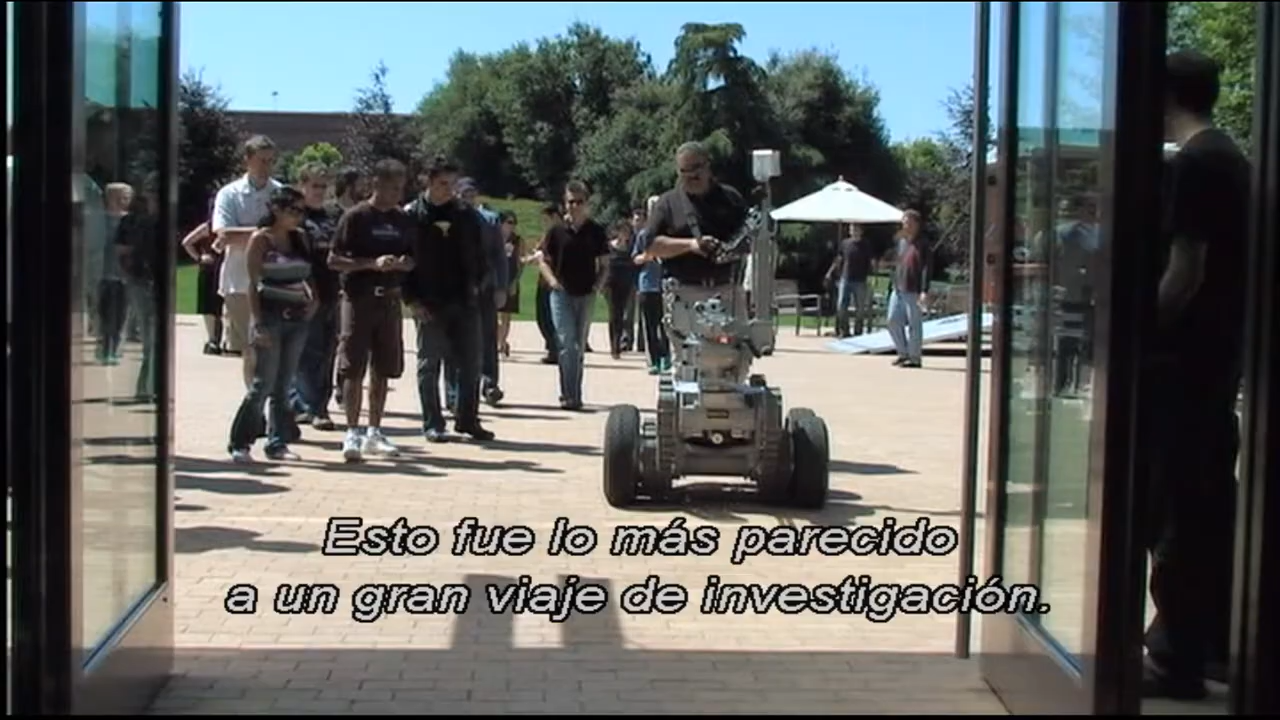 Esto fue lo más parecido
a un gran viaje de investigación.